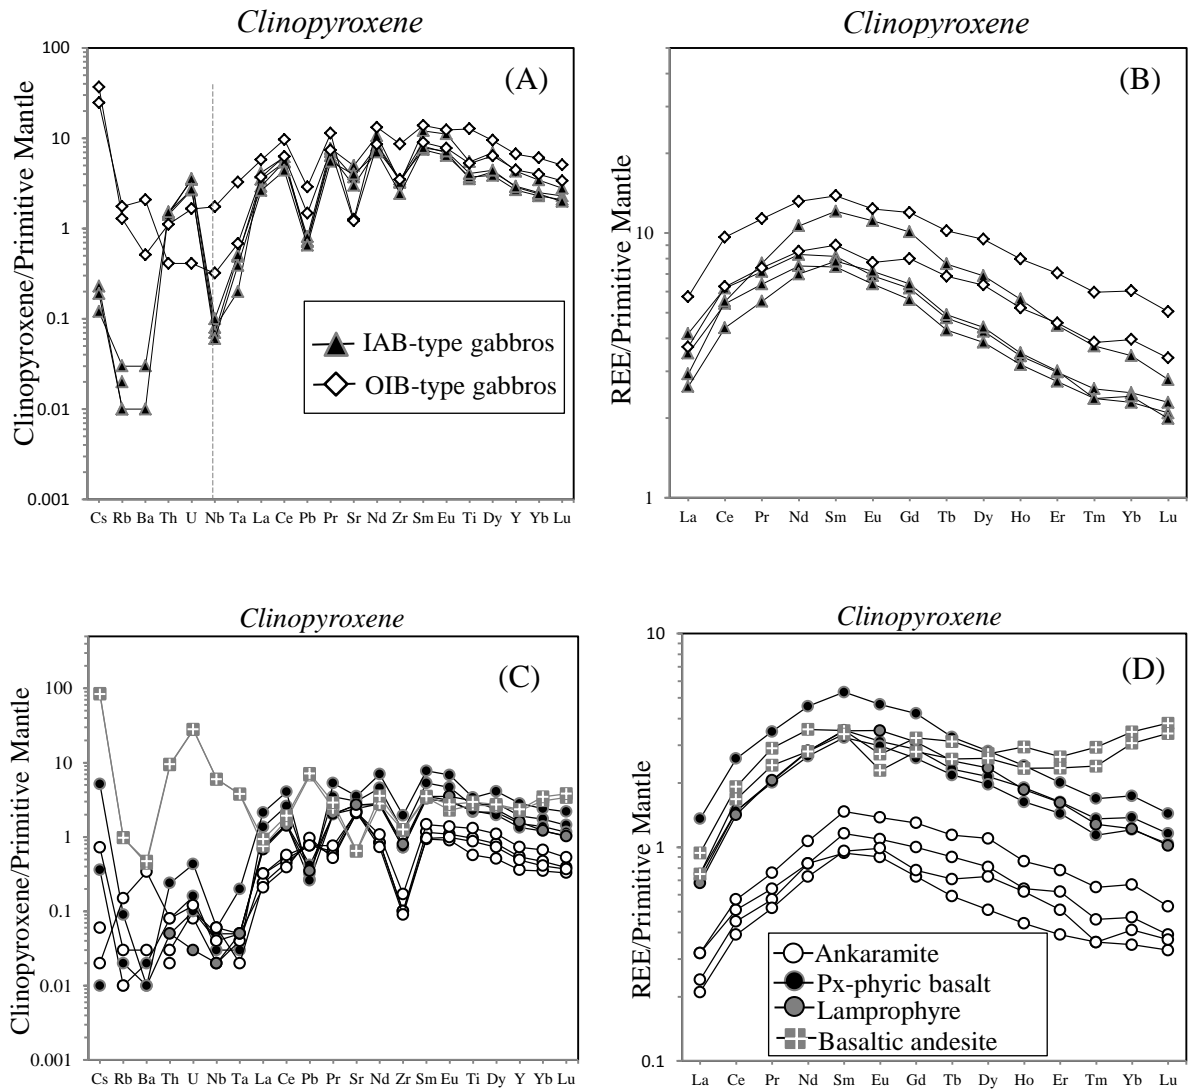 Clinopyroxene
(A)
Clinopyroxene/Primitive Mantle
100
10
1
0.1
0.01
0.001
IAB-type gabbros
OIB-type gabbros
Cs Rb Ba Th U Nb Ta La Ce Pb Pr Sr Nd Zr Sm Eu Ti Dy Y Yb Lu
Clinopyroxene
(B)
REE/Primitive Mantle
10
1
La Ce Pr Nd Sm Eu Gd Tb Dy Ho Er Tm Yb Lu
Clinopyroxene
(C)
Clinopyroxene/Primitive Mantle
100
10
1
0.1
0.01
0.001
Cs Rb Ba Th U Nb Ta La Ce Pb Pr Sr Nd Zr Sm Eu Ti Dy Y Yb Lu
Clinopyroxene
(D)
REE/Primitive Mantle
10
1
0.1
Ankaramite
Px-phyric basalt
Lamprophyre
Basaltic andesite
La Ce Pr Nd Sm Eu Gd Tb Dy Ho Er Tm Yb Lu